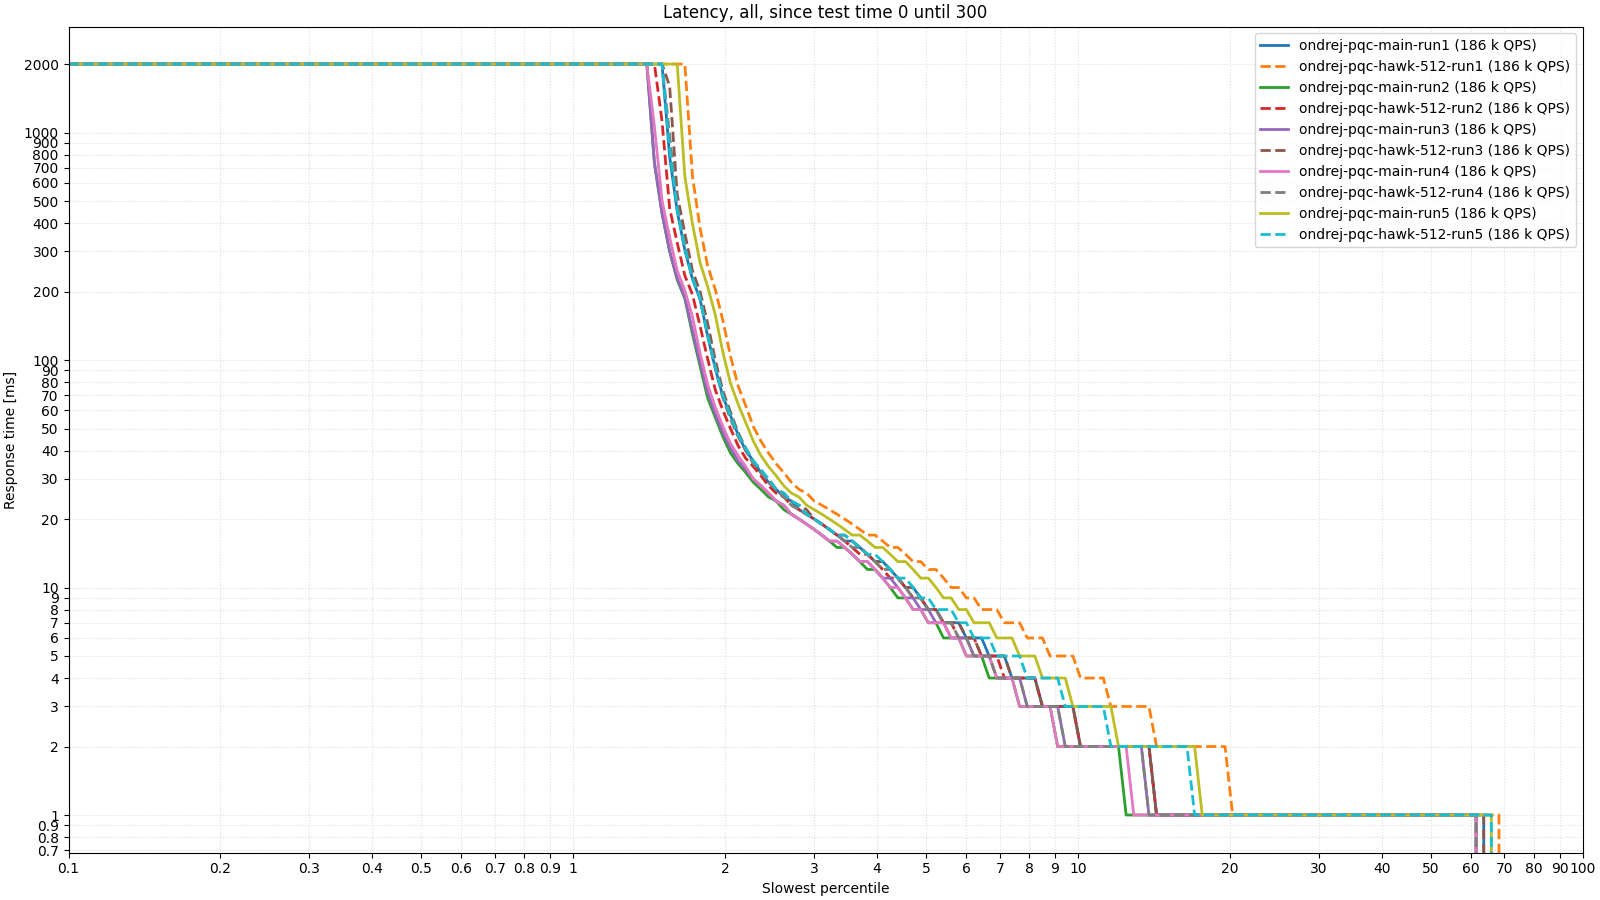 Latency, all, since test time 0 until 300
Response time [ms]
2000
1000
900
800
700
600
500
400
300
200
100
90
80
70
60
50
40
30
20
10
9
8
7
6
5
4
3
2
1
0.9
0.8
0.7
ondrej-pqc-main-run1 (186 k QPS)
ondrej-pqc-hawk-512-run1 (186 k QPS)
ondrej-pqc-main-run2 (186 k QPS)
ondrej-pqc-hawk-512-run2 (186 k QPS)
ondrej-pqc-main-run3 (186 k QPS)
ondrej-pqc-hawk-512-run3 (186 k QPS)
ondrej-pqc-main-run4 (186 k QPS)
ondrej-pqc-hawk-512-run4 (186 k QPS)
ondrej-pqc-main-run5 (186 k QPS)
ondrej-pqc-hawk-512-run5 (186 k QPS)
0.1 0.2 0.3 0.4 0.5 0.6 0.7 0.8 0.9 1 2 3 4 5 6 7 8 9 10 20 30 40 50 60 70 80 90 100
Slowest percentile